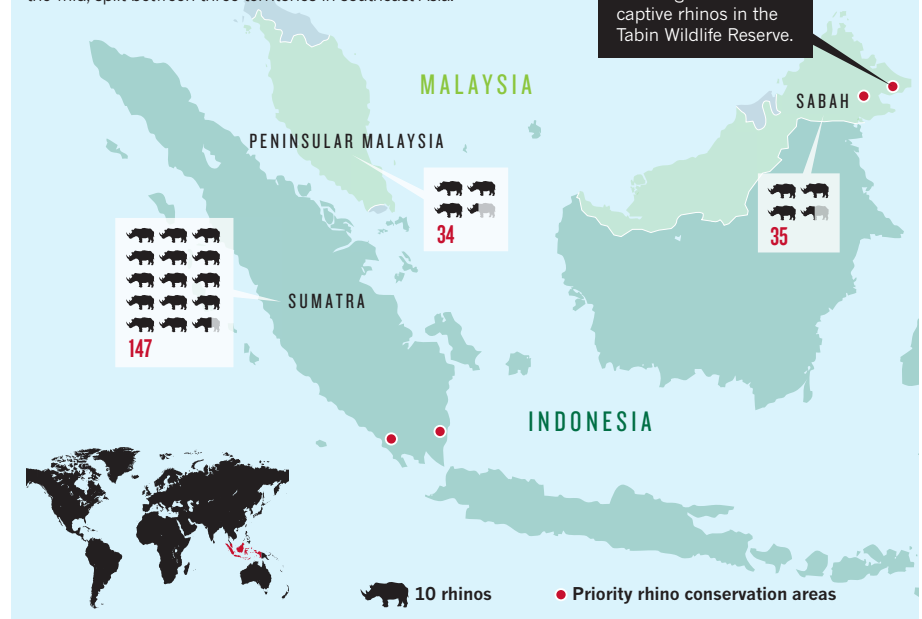 captive rhinos in the
Tabin Wildlife Reserve.
MALAYSIA
SABAH
PENINSULAR MALAYSIA
34
35
SUMATRA
147
INDONESIA
10 rhinos
Priority rhino conservation areas